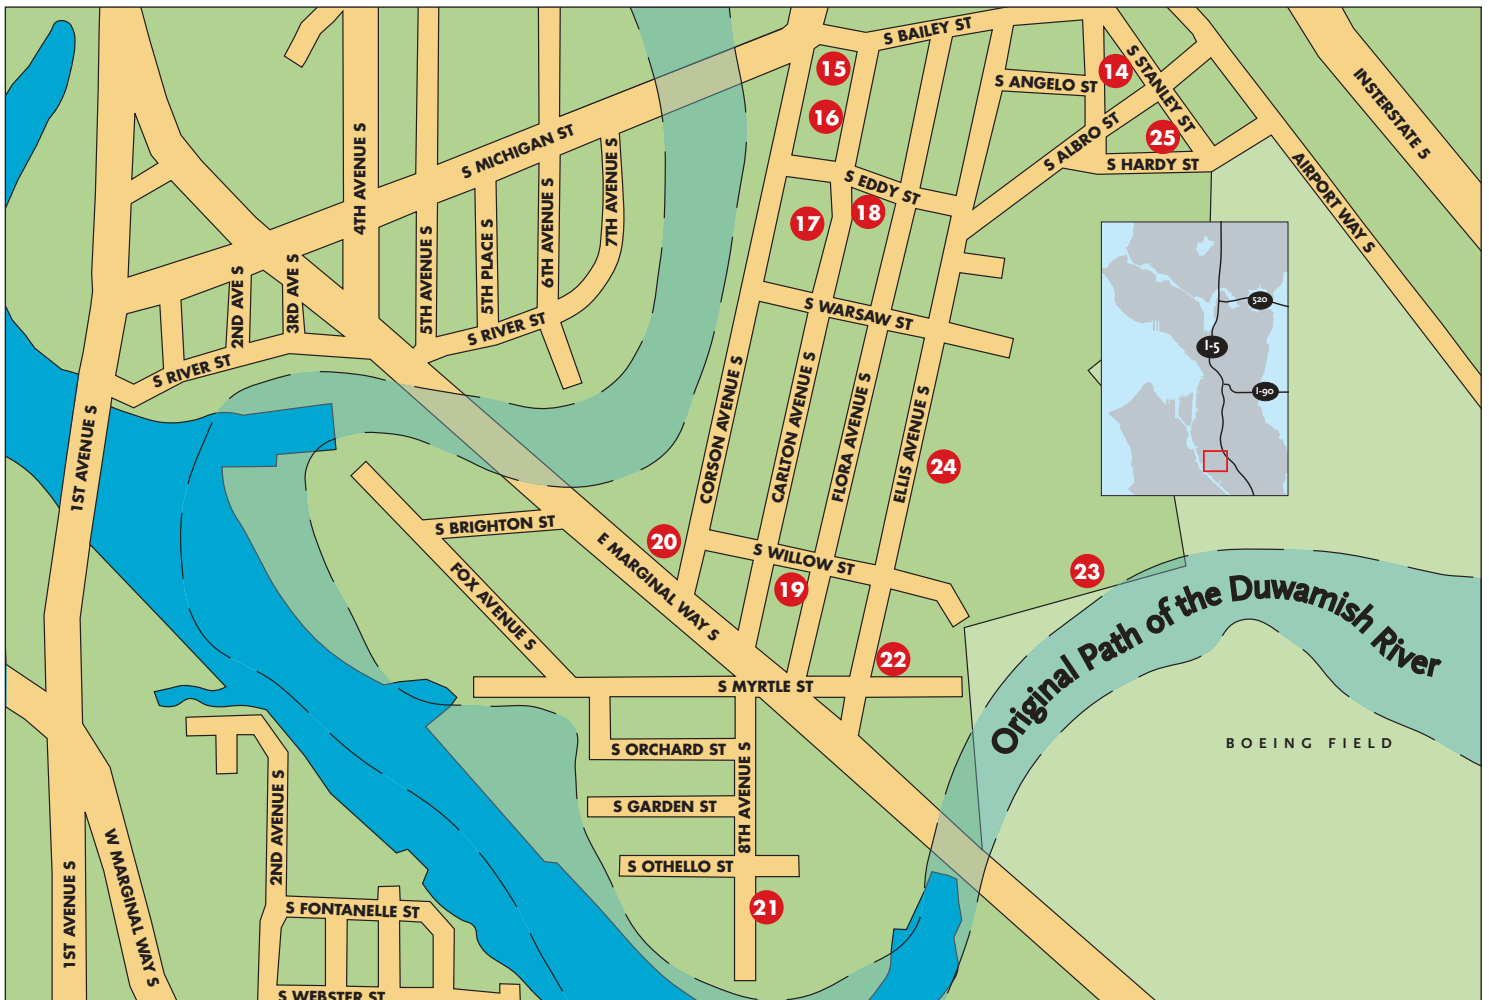 S BAILEY ST
15
14
S STANLEY ST
S ANGELO ST
INSTERSTATE 5
16
S MICHIGAN ST
4TH AVENUE S
7TH AVENUE S
25
S ALBRO ST
S HARDY ST
AIRPORT WAY S
S EDDY ST
17
18
6TH AVENUE S
5TH PLACE S
5TH AVENUE S
2ND AVE S
3RD AVE S
S RIVER ST
S RIVER ST
S WARSAW ST
520
I-5
I-90
1ST AVENUE S
CORSON AVENUE S
CARLTON AVENUE S
FLORA AVENUE S
ELLIS AVENUE S
24
S BRIGHTON ST
20
E MARGINAL WAY S
S WILLOW ST
19
23
FOX AVENUE S
Original Path of the Duwamish River
22
S MYRTLE ST
BOEING FIELD
S ORCHARD ST
8TH AVENUE S
S GARDEN ST
S OTHELLO ST
21
2ND AVENUE S
W MARGINAL WAY S
1ST AVENUE S
S FONTANELLE ST
S WEBSTER ST